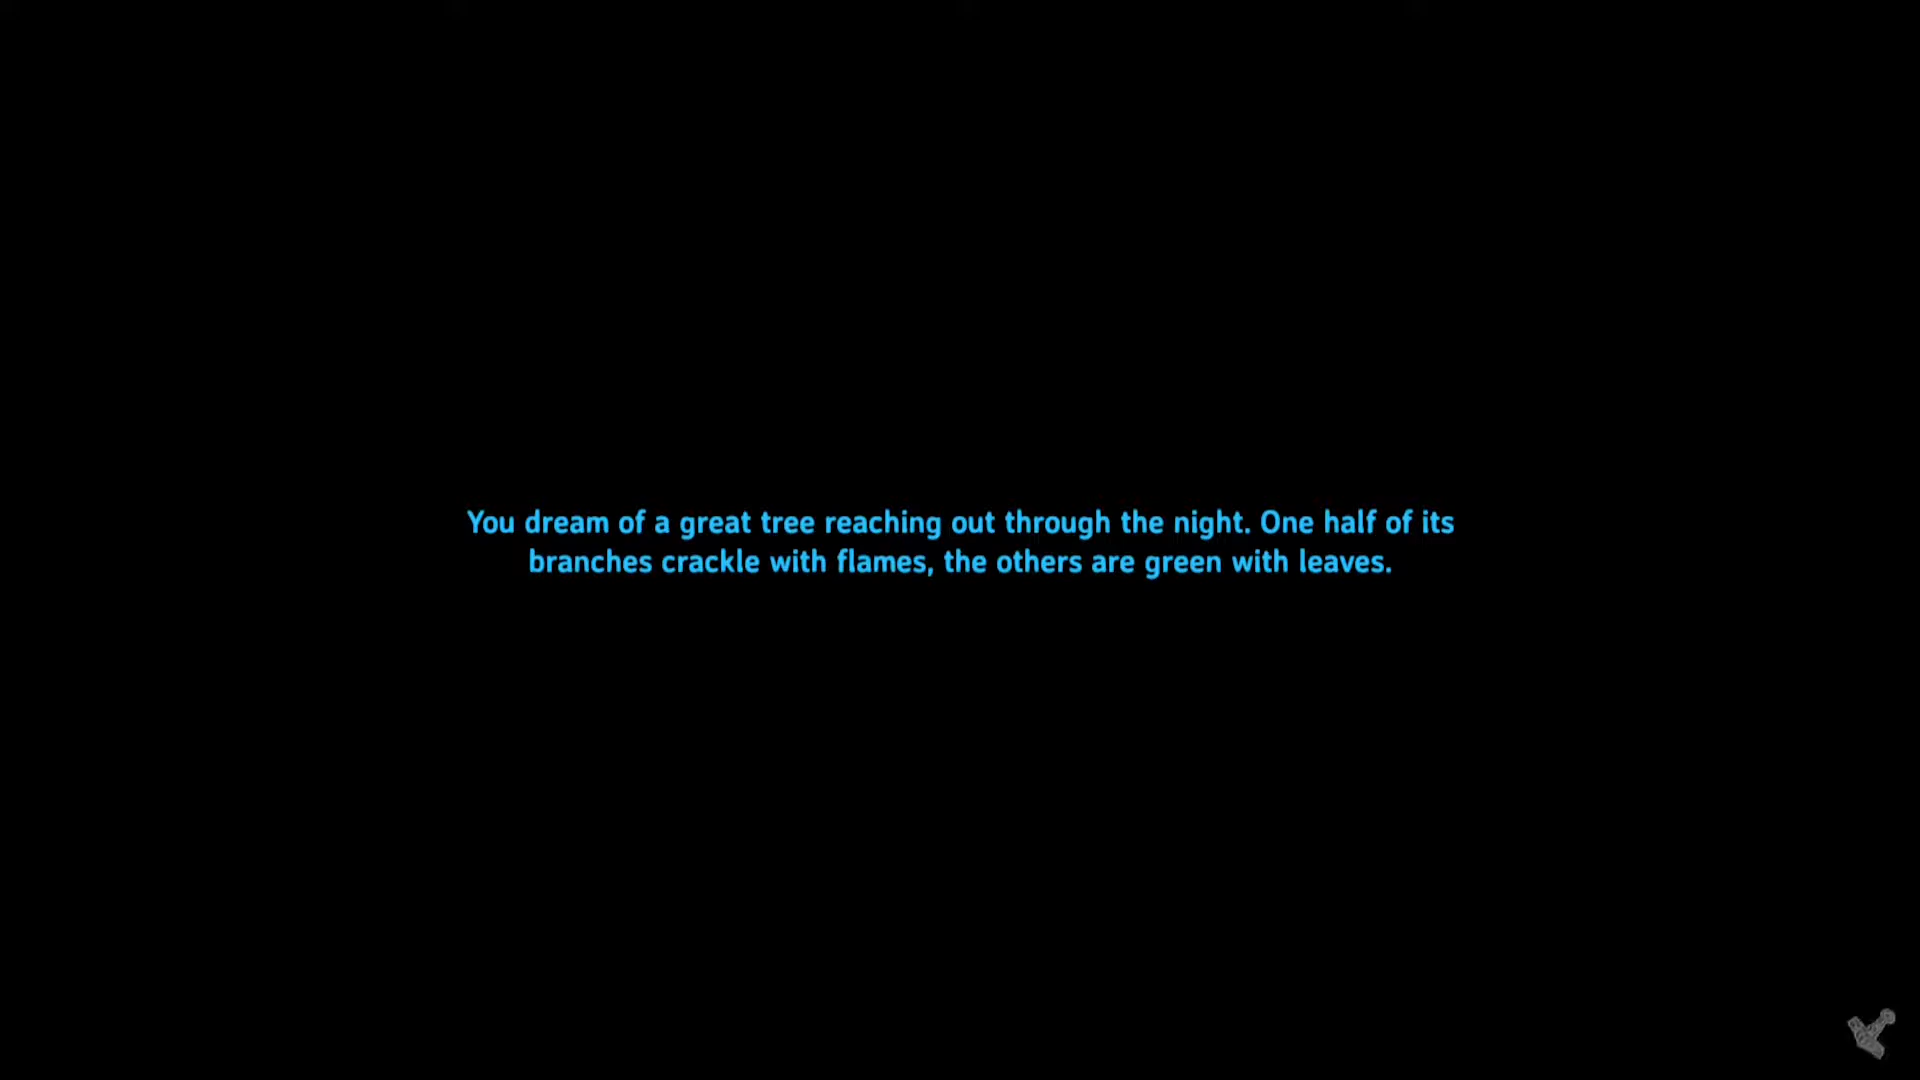 You dream of a great tree reaching out through the night. One half of its
branches crackle with flames, the others are green with leaves.